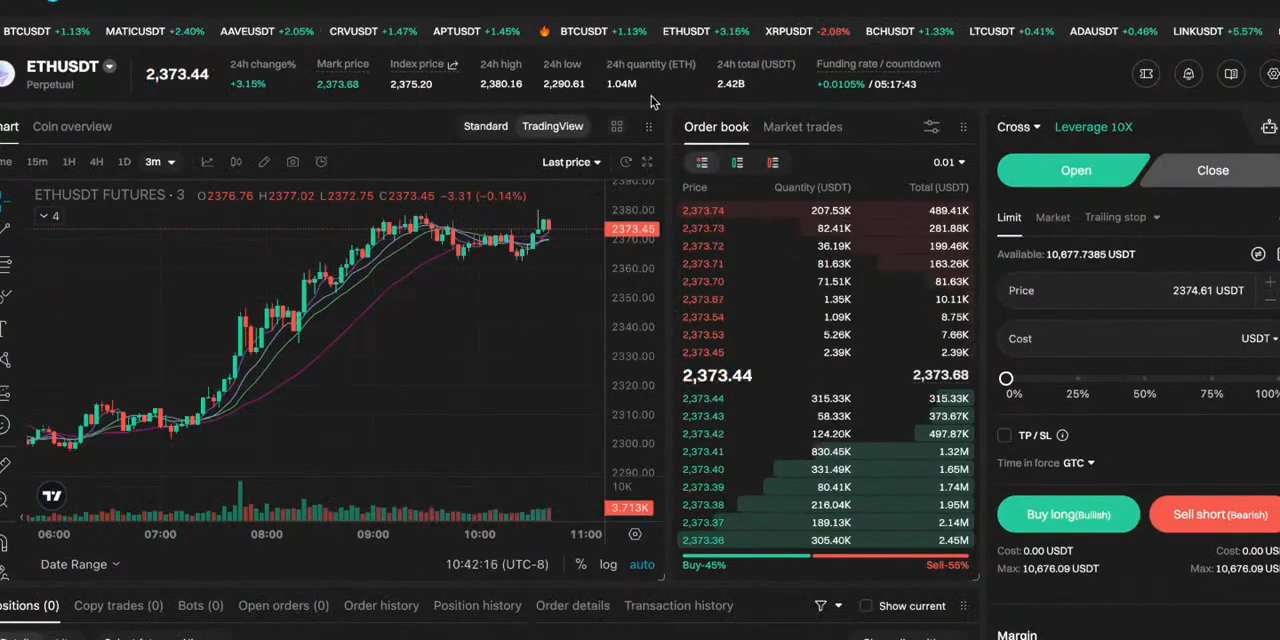 BTCUSDT +1.13% MATICUSDT +2.40% AAVEUSDT +2.05% CRVUSDT +1.47% APTUSDT +1.45% BTCUSDT +1.13% ETHUSDT +3.15% XRPUSDT -2.08% BCHUSDT +1.33% LTCUSDT +0.41% ADAUSDT +0.46% LINKUSDT +5.57%
ETHUSDT
Perpetual
2,373.44
24h change% Mark price Index price 24h high 24h low 24h quantity (ETH) 24h total (USDT) Funding rate / countdown
+3.15% 2,373.68 2,375.20 2,380.16 2,290.61 1.04M 2.42B +0.0105% / 05:17:43
Coin overview
Standard TradingView
15m 1H 4H 1D 3m
Last price
ETHUSDT FUTURES · 3 O2376.76 H2377.02 L2372.75 C2373.45 −3.31 (−0.14%)
4
2390.00
2380.00
2373.45
2370.00
2360.00
2350.00
2340.00
2330.00
2320.00
2310.00
2300.00
2290.00
10K
3.713K
06:00 07:00 08:00 09:00 10:00 11:00
Date Range
10:42:16 (UTC-8) % log auto
Order book Market trades
0.01
Price Quantity (USDT) Total (USDT)
2,373.74 207.53K 489.41K
2,373.73 82.41K 281.88K
2,373.72 36.19K 199.46K
2,373.71 81.63K 163.26K
2,373.70 71.51K 81.63K
2,373.67 1.35K 10.11K
2,373.54 1.09K 8.75K
2,373.53 5.26K 7.66K
2,373.45 2.39K 2.39K
2,373.44 2,373.68
2,373.44 315.33K 315.33K
2,373.43 58.33K 373.67K
2,373.42 124.20K 497.87K
2,373.41 830.45K 1.32M
2,373.40 331.49K 1.65M
2,373.39 80.41K 1.74M
2,373.38 216.04K 1.95M
2,373.37 189.13K 2.14M
2,373.36 305.40K 2.45M
Buy-45% Sell-55%
Cross Leverage 10X
Open Close
Limit Market Trailing stop
Available: 10,677.7385 USDT
Price 2374.61 USDT
Cost USDT
0% 25% 50% 75% 100%
TP / SL
Time in force GTC
Buy long(Bullish) Sell short(Bearish)
Cost: 0.00 USDT Cost: 0.00 US
Max: 10,676.09 USDT Max: 10,676.09 US
Margin
Positions (0) Copy trades (0) Bots (0) Open orders (0) Order history Position history Order details Transaction history
Show current